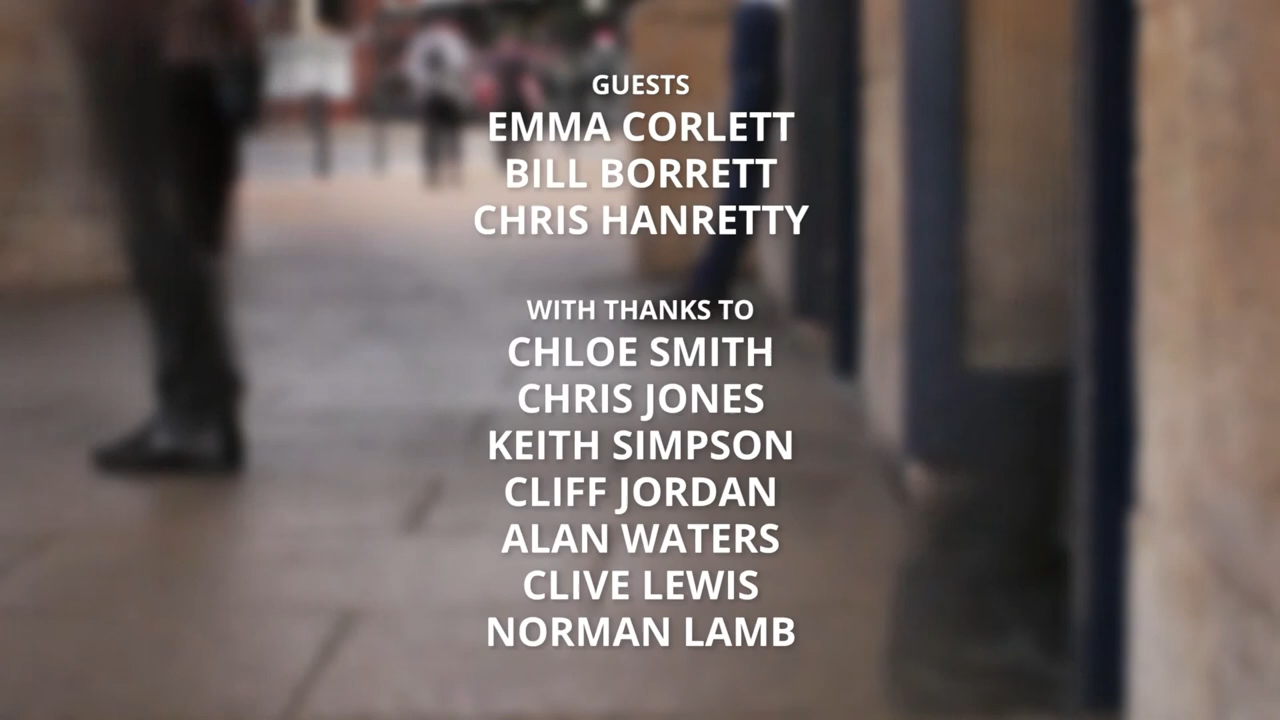 GUESTS
EMMA CORLETT
BILL BORRETT
CHRIS HANRETTY
WITH THANKS TO
CHLOE SMITH
CHRIS JONES
KEITH SIMPSON
CLIFF JORDAN
ALAN WATERS
CLIVE LEWIS
NORMAN LAMB